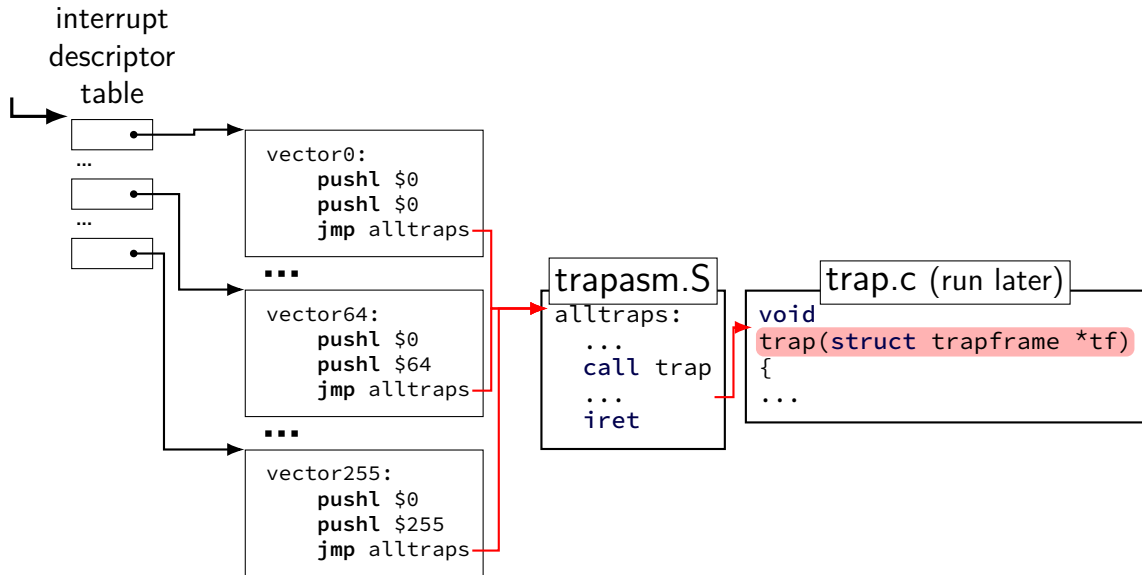 interrupt
descriptor
table
...
...
vector0:
pushl $0
pushl $0
jmp alltraps
...
vector64:
pushl $0
pushl $64
jmp alltraps
...
vector255:
pushl $0
pushl $255
jmp alltraps
trapasm.S
alltraps:
...
call trap
...
iret
trap.c (run later)
void
trap(struct trapframe *tf)
{
...